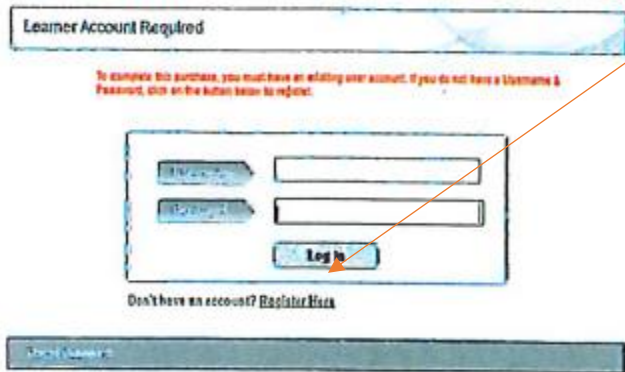 Learner Account Required
To complete this purchase, you must have an existing user account. If you do not have a Username &
Password, click on the button below to register.
Log In
Don't have an account? Register Here